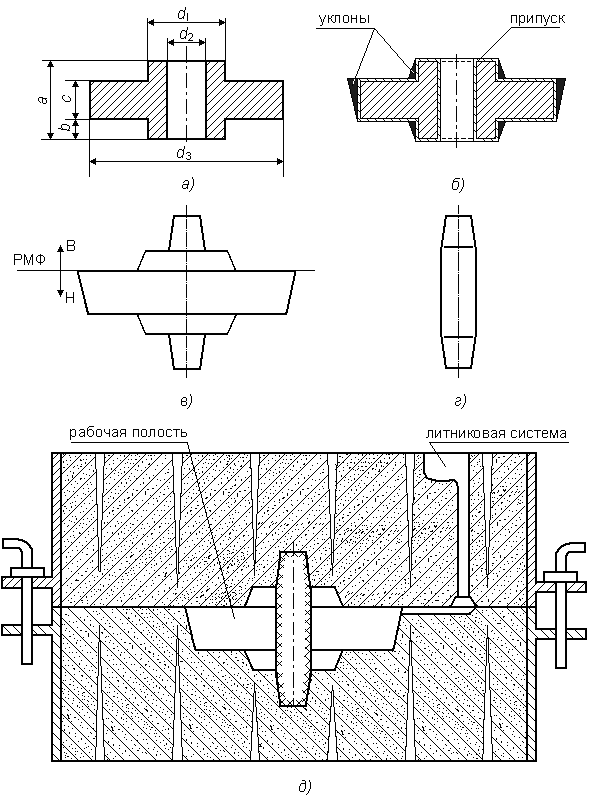 d1
d2
a
c
b
d3
а)
уклоны
припуск
б)
РМФ
В
Н
в)
г)
рабочая полость
литниковая система
д)